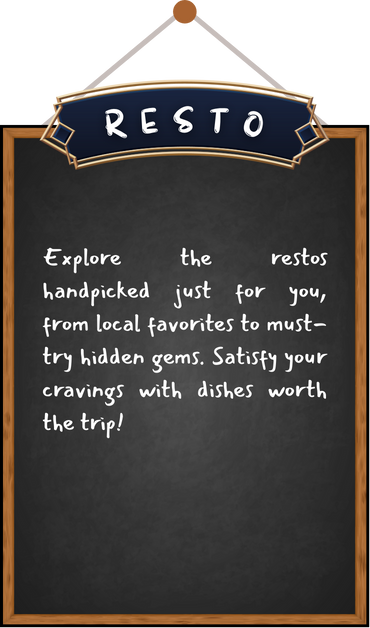 RESTO
Explore the restos
handpicked just for you,
from local favorites to must-
try hidden gems. Satisfy your
cravings with dishes worth
the trip!